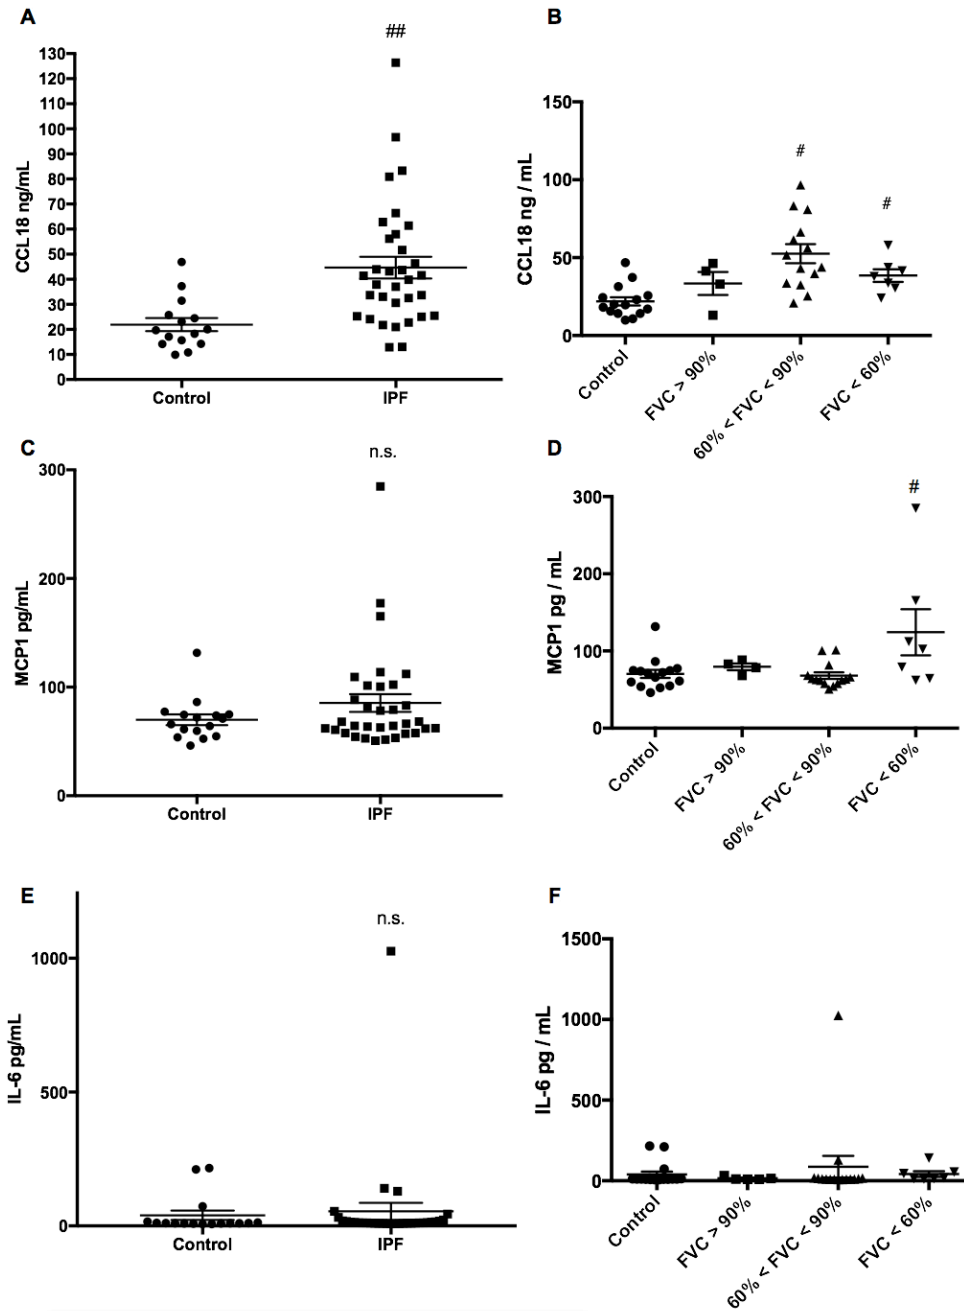 A
##
130
120
110
100
90
80
70
60
50
40
30
20
10
0
CCL18 ng/mL
Control
IPF
B
#
#
150
100
50
0
CCL18 ng / mL
Control
FVC > 90%
60% < FVC < 90%
FVC < 60%
C
n.s.
300
200
100
0
MCP1 pg/mL
Control
IPF
D
#
300
200
100
0
MCP1 pg / mL
Control
FVC > 90%
60% < FVC < 90%
FVC < 60%
E
n.s.
1000
500
0
IL-6 pg/mL
Control
IPF
F
1500
1000
500
0
IL-6 pg / mL
Control
FVC > 90%
60% < FVC < 90%
FVC < 60%